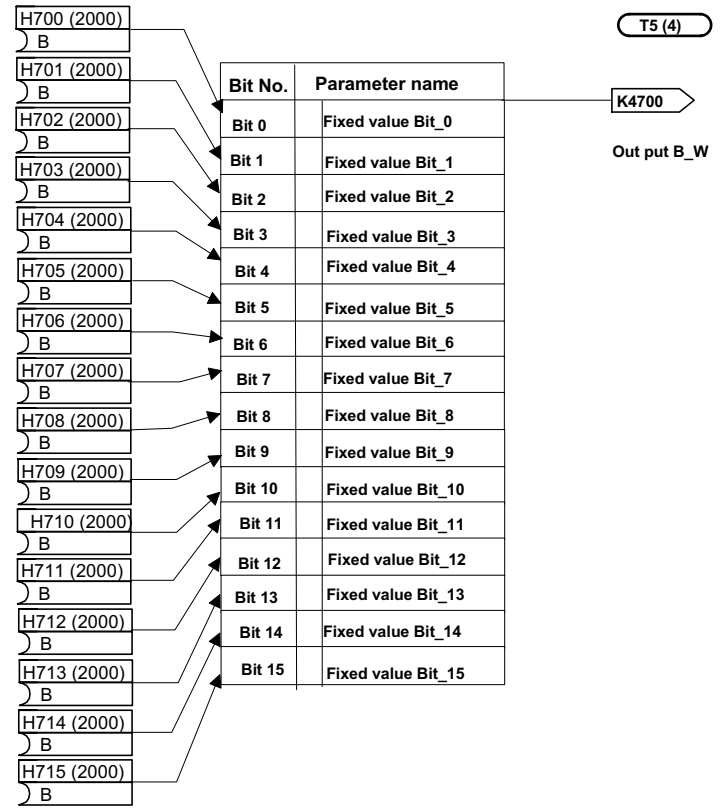 H700 (2000)
B
H701 (2000)
B
H702 (2000)
B
H703 (2000)
B
H704 (2000)
B
H705 (2000)
B
H706 (2000)
B
H707 (2000)
B
H708 (2000)
B
H709 (2000)
B
H710 (2000)
B
H711 (2000)
B
H712 (2000)
B
H713 (2000)
B
H714 (2000)
B
H715 (2000)
B
Bit No. Parameter name
Bit 0 Fixed value Bit_0
Bit 1 Fixed value Bit_1
Bit 2 Fixed value Bit_2
Bit 3 Fixed value Bit_3
Bit 4 Fixed value Bit_4
Bit 5 Fixed value Bit_5
Bit 6 Fixed value Bit_6
Bit 7 Fixed value Bit_7
Bit 8 Fixed value Bit_8
Bit 9 Fixed value Bit_9
Bit 10 Fixed value Bit_10
Bit 11 Fixed value Bit_11
Bit 12 Fixed value Bit_12
Bit 13 Fixed value Bit_13
Bit 14 Fixed value Bit_14
Bit 15 Fixed value Bit_15
T5 (4)
K4700
Out put B_W